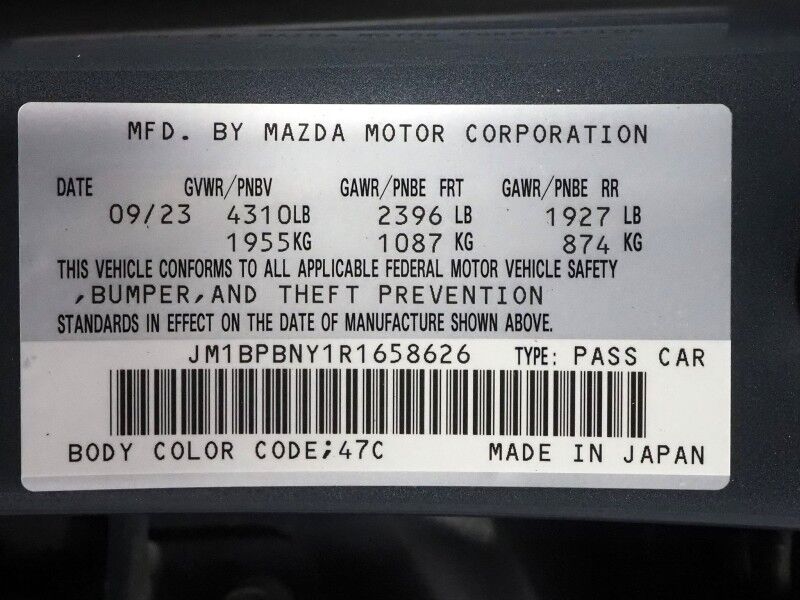 MFD. BY MAZDA MOTOR CORPORATION
DATE GVWR/PNBV GAWR/PNBE FRT GAWR/PNBE RR
09/23 4310LB 2396 LB 1927 LB
1955KG 1087 KG 874 KG
THIS VEHICLE CONFORMS TO ALL APPLICABLE FEDERAL MOTOR VEHICLE SAFETY
,BUMPER,AND THEFT PREVENTION
STANDARDS IN EFFECT ON THE DATE OF MANUFACTURE SHOWN ABOVE.
JM1BPBNY1R1658626 TYPE: PASS CAR
BODY COLOR CODE;47C MADE IN JAPAN